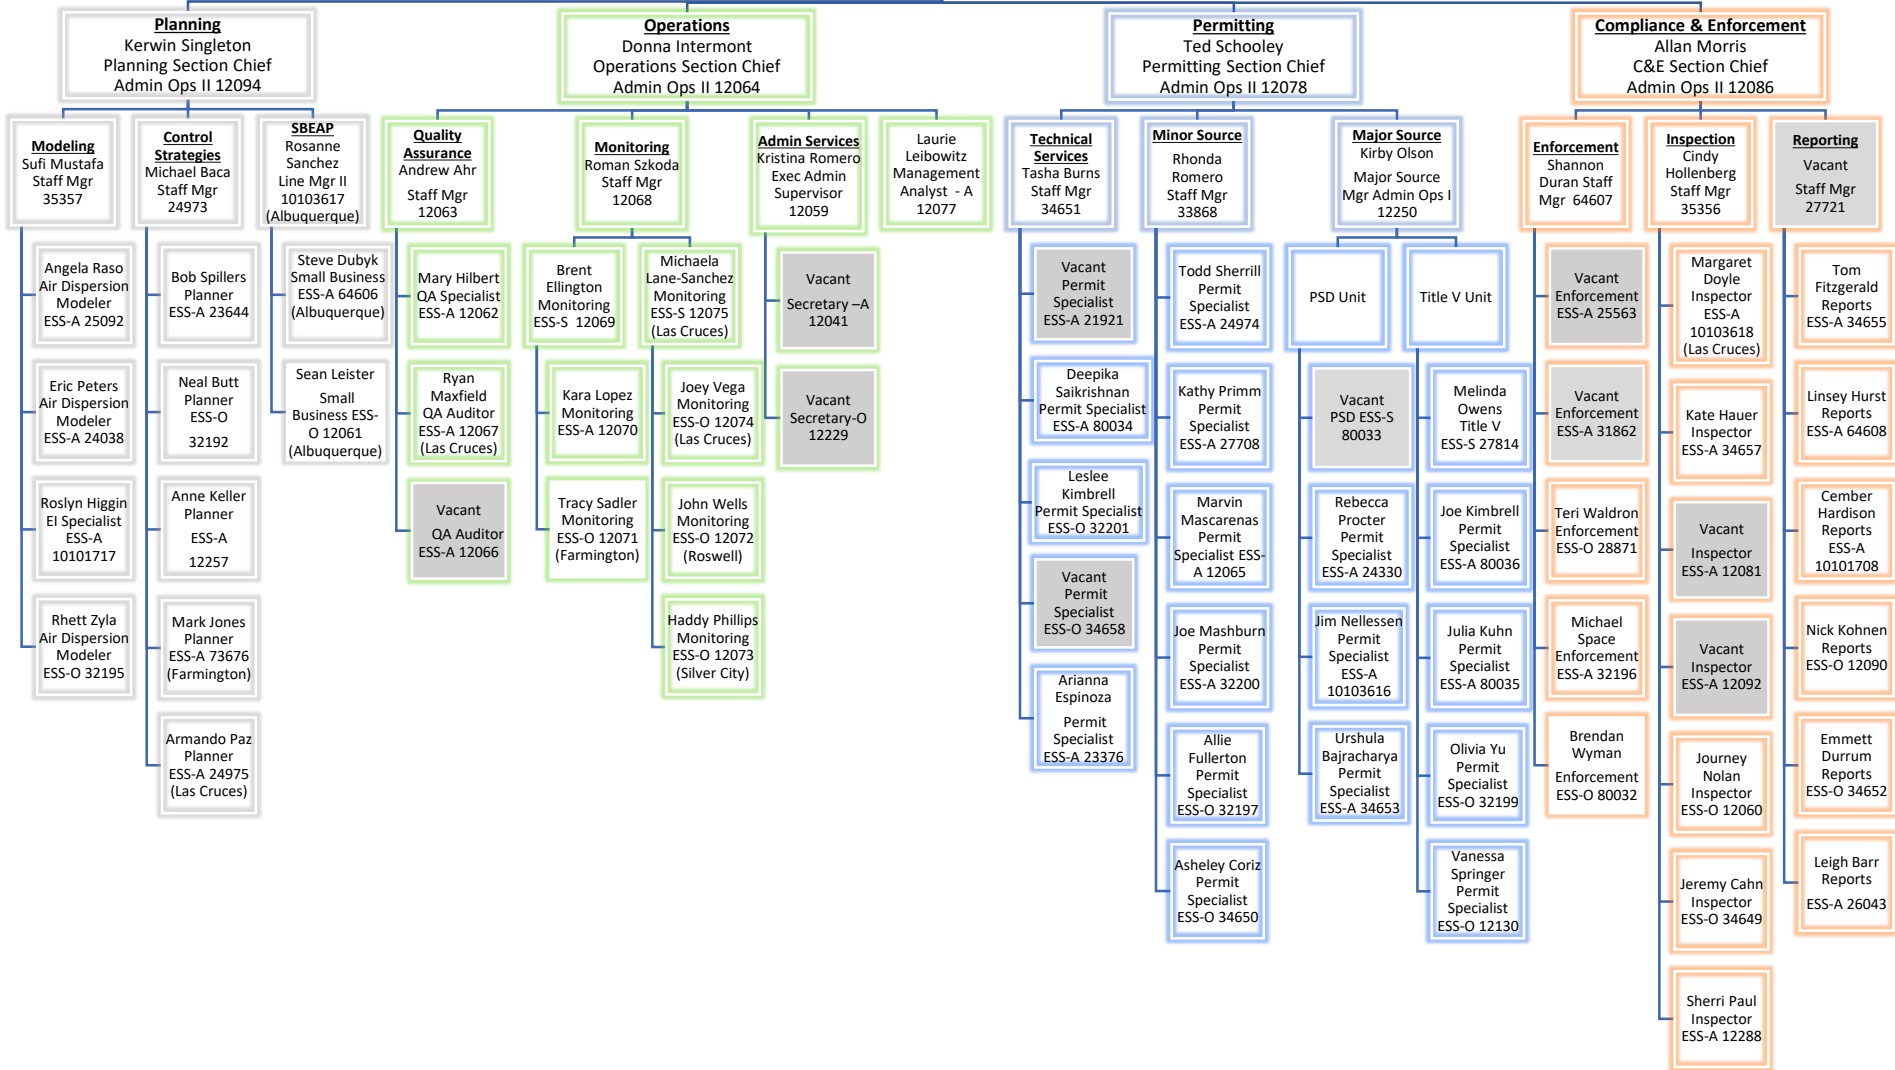 Planning
Kerwin Singleton
Planning Section Chief
Admin Ops II 12094
Operations
Donna Intermont
Operations Section Chief
Admin Ops II 12064
Permitting
Ted Schooley
Permitting Section Chief
Admin Ops II 12078
Compliance & Enforcement
Allan Morris
C&E Section Chief
Admin Ops II 12086
Modeling
Sufi Mustafa
Staff Mgr
35357
Control
Strategies
Michael Baca
Staff Mgr
24973
SBEAP
Rosanne
Sanchez
Line Mgr II
10103617
(Albuquerque)
Quality
Assurance
Andrew Ahr
Staff Mgr
12063
Monitoring
Roman Szkoda
Staff Mgr
12068
Admin Services
Kristina Romero
Exec Admin
Supervisor
12059
Laurie
Leibowitz
Management
Analyst - A
12077
Technical
Services
Tasha Burns
Staff Mgr
34651
Minor Source
Rhonda
Romero
Staff Mgr
33868
Major Source
Kirby Olson
Major Source
Mgr Admin Ops I
12250
Enforcement
Shannon
Duran Staff
Mgr 64607
Inspection
Cindy
Hollenberg
Staff Mgr
35356
Reporting
Vacant
Staff Mgr
27721
Angela Raso
Air Dispersion
Modeler
ESS-A 25092
Eric Peters
Air Dispersion
Modeler
ESS-A 24038
Roslyn Higgin
EI Specialist
ESS-A
10101717
Rhett Zyla
Air Dispersion
Modeler
ESS-O 32195
Bob Spillers
Planner
ESS-A 23644
Neal Butt
Planner
ESS-O
32192
Anne Keller
Planner
ESS-A
12257
Mark Jones
Planner
ESS-A 73676
(Farmington)
Armando Paz
Planner
ESS-A 24975
(Las Cruces)
Steve Dubyk
Small Business
ESS-A 64606
(Albuquerque)
Sean Leister
Small
Business ESS-
O 12061
(Albuquerque)
Mary Hilbert
QA Specialist
ESS-A 12062
Ryan
Maxfield
QA Auditor
ESS-A 12067
(Las Cruces)
Vacant
QA Auditor
ESS-A 12066
Brent
Ellington
Monitoring
ESS-S 12069
Kara Lopez
Monitoring
ESS-A 12070
Tracy Sadler
Monitoring
ESS-O 12071
(Farmington)
Michaela
Lane-Sanchez
Monitoring
ESS-S 12075
(Las Cruces)
Joey Vega
Monitoring
ESS-O 12074
(Las Cruces)
John Wells
Monitoring
ESS-O 12072
(Roswell)
Haddy Phillips
Monitoring
ESS-O 12073
(Silver City)
Vacant
Secretary –A
12041
Vacant
Secretary-O
12229
Vacant
Permit
Specialist
ESS-A 21921
Deepika
Saikrishnan
Permit Specialist
ESS-A 80034
Leslee
Kimbrell
Permit Specialist
ESS-O 32201
Vacant
Permit
Specialist
ESS-O 34658
Arianna
Espinoza
Permit
Specialist
ESS-A 23376
Todd Sherrill
Permit
Specialist
ESS-A 24974
Kathy Primm
Permit
Specialist
ESS-A 27708
Marvin
Mascarenas
Permit
Specialist ESS-
A 12065
Joe Mashburn
Permit
Specialist
ESS-A 32200
Allie
Fullerton
Permit
Specialist
ESS-O 32197
Asheley Coriz
Permit
Specialist
ESS-O 34650
PSD Unit
Vacant
PSD ESS-S
80033
Rebecca
Procter
Permit
Specialist
ESS-A 24330
Jim Nellessen
Permit
Specialist
ESS-A
10103616
Urshula
Bajracharya
Permit
Specialist
ESS-A 34653
Title V Unit
Melinda
Owens
Title V
ESS-S 27814
Joe Kimbrell
Permit
Specialist
ESS-A 80036
Julia Kuhn
Permit
Specialist
ESS-A 80035
Olivia Yu
Permit
Specialist
ESS-O 32199
Vanessa
Springer
Permit
Specialist
ESS-O 12130
Vacant
Enforcement
ESS-A 25563
Vacant
Enforcement
ESS-A 31862
Teri Waldron
Enforcement
ESS-O 28871
Michael
Space
Enforcement
ESS-A 32196
Brendan
Wyman
Enforcement
ESS-O 80032
Margaret
Doyle
Inspector
ESS-A
10103618
(Las Cruces)
Kate Hauer
Inspector
ESS-A 34657
Vacant
Inspector
ESS-A 12081
Vacant
Inspector
ESS-A 12092
Journey
Nolan
Inspector
ESS-O 12060
Jeremy Cahn
Inspector
ESS-O 34649
Sherri Paul
Inspector
ESS-A 12288
Tom
Fitzgerald
Reports
ESS-A 34655
Linsey Hurst
Reports
ESS-A 64608
Cember
Hardison
Reports
ESS-A
10101708
Nick Kohnen
Reports
ESS-O 12090
Emmett
Durrum
Reports
ESS-O 34652
Leigh Barr
Reports
ESS-A 26043